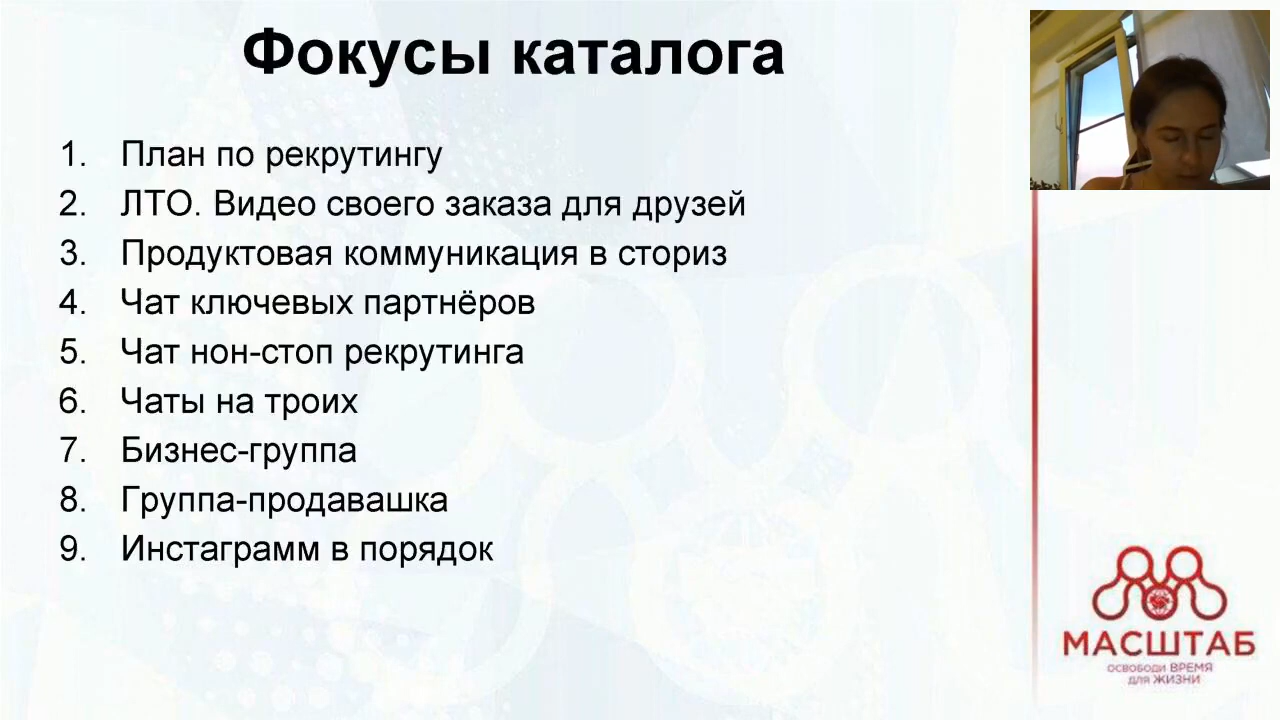 Фокусы каталога
1. План по рекрутингу
2. ЛТО. Видео своего заказа для друзей
3. Продуктовая коммуникация в сториз
4. Чат ключевых партнёров
5. Чат нон-стоп рекрутинга
6. Чаты на троих
7. Бизнес-группа
8. Группа-продавашка
9. Инстаграмм в порядок
МАСШТАБ
ОСВОБОДИ ВРЕМЯ
для ЖИЗНИ